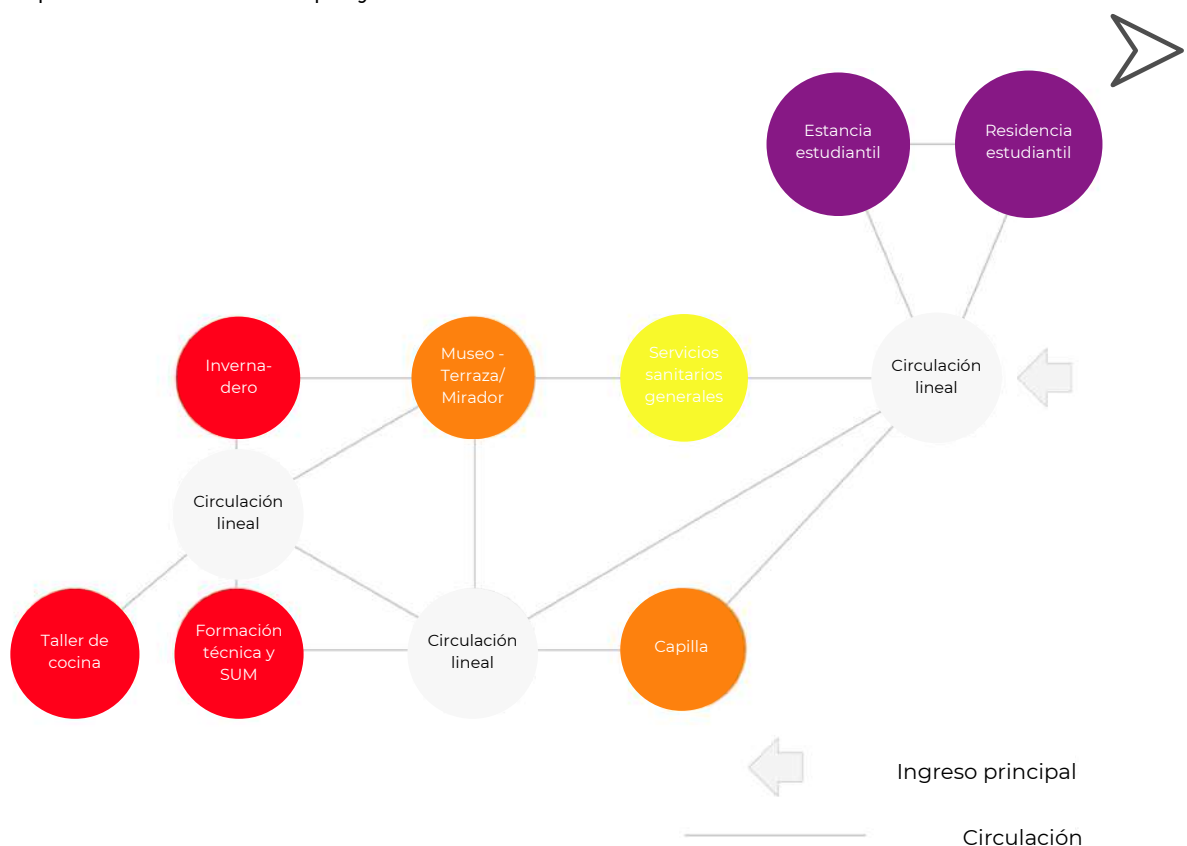 Estancia
estudiantil
Residencia
estudiantil
Inverna-
dero
Museo -
Terraza/
Mirador
Servicios
sanitarios
generales
Circulación
lineal
Circulación
lineal
Taller de
cocina
Formación
técnica y
SUM
Circulación
lineal
Capilla
Ingreso principal
Circulación